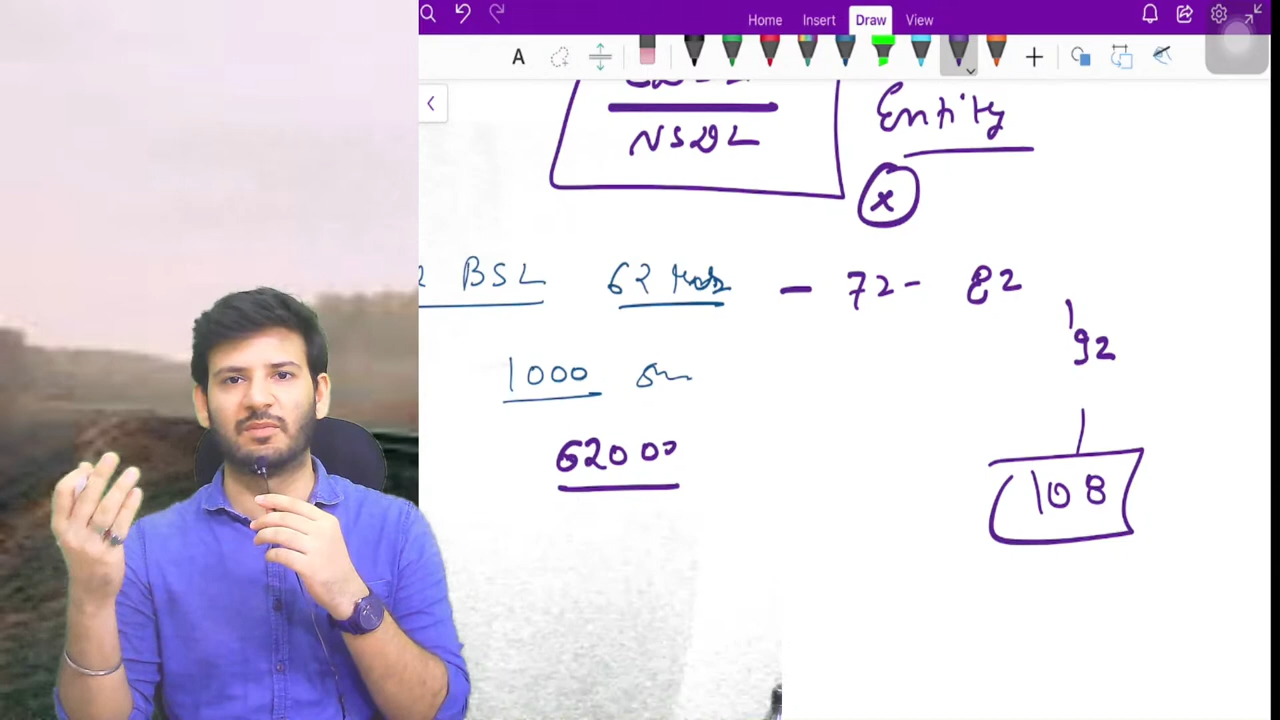 Home Insert Draw View
A
NSDL
Entity
x
BSL 62 - 72 - 82
92
1000
62000
108